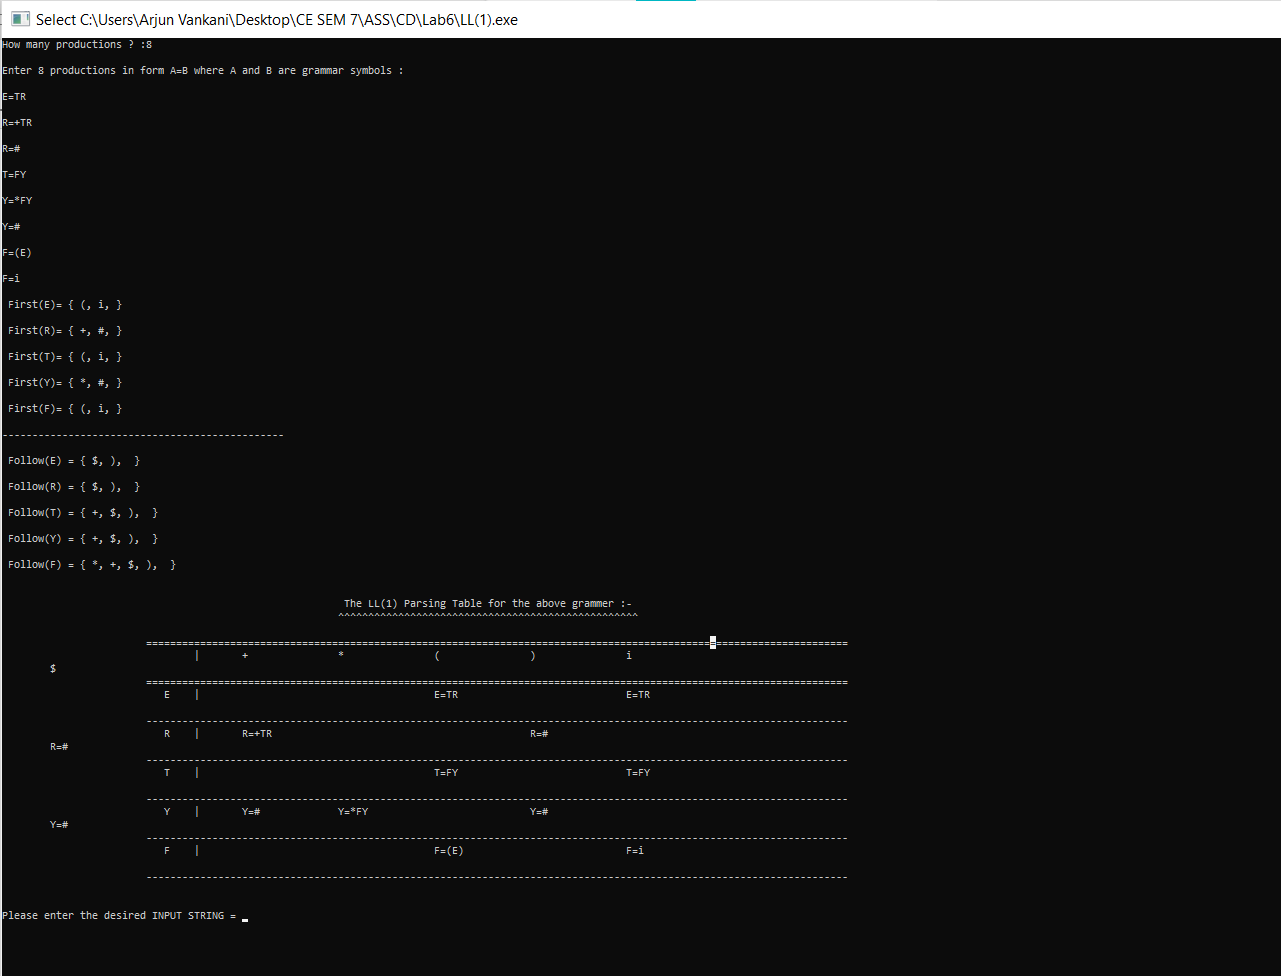 Select C:\Users\Arjun Vankani\Desktop\CE SEM 7\ASS\CD\Lab6\LL(1).exe
How many productions ? :8
Enter 8 productions in form A=B where A and B are grammar symbols :
E=TR
R=+TR
R=#
T=FY
Y=*FY
Y=#
F=(E)
F=i
First(E)= { (, i, }
First(R)= { +, #, }
First(T)= { (, i, }
First(Y)= { *, #, }
First(F)= { (, i, }
-----------------------------------------------
Follow(E) = { $, ),  }
Follow(R) = { $, ),  }
Follow(T) = { +, $, ),  }
Follow(Y) = { +, $, ),  }
Follow(F) = { *, +, $, ),  }
The LL(1) Parsing Table for the above grammer :-
^^^^^^^^^^^^^^^^^^^^^^^^^^^^^^^^^^^^^^^^^^^^^^^^^^
=====================================================================================================================
| + * ( ) i
$
=====================================================================================================================
E | E=TR E=TR
---------------------------------------------------------------------------------------------------------------------
R | R=+TR R=#
R=#
---------------------------------------------------------------------------------------------------------------------
T | T=FY T=FY
---------------------------------------------------------------------------------------------------------------------
Y | Y=# Y=*FY Y=#
Y=#
---------------------------------------------------------------------------------------------------------------------
F | F=(E) F=i
---------------------------------------------------------------------------------------------------------------------
Please enter the desired INPUT STRING =